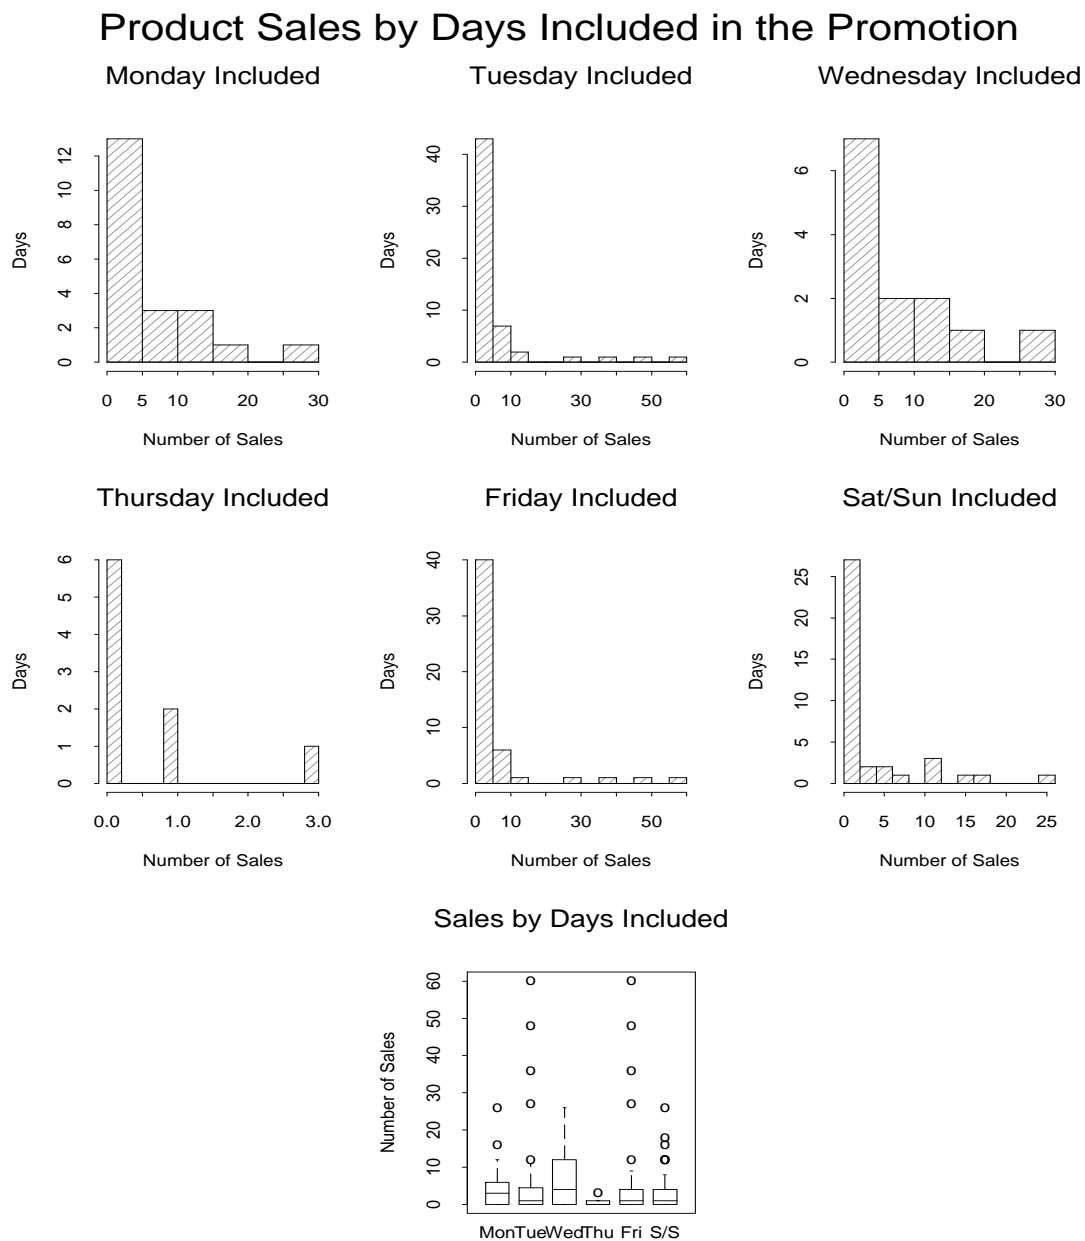 Product Sales by Days Included in the Promotion
Monday Included
Tuesday Included
Wednesday Included
Days
12
10
8
6
4
2
0
0 5 10 20 30
Number of Sales
Days
40
30
20
10
0
0 10 30 50
Number of Sales
Days
6
4
2
0
0 5 10 20 30
Number of Sales
Thursday Included
Friday Included
Sat/Sun Included
Days
6
5
4
3
2
1
0
0.0 1.0 2.0 3.0
Number of Sales
Days
40
30
20
10
0
0 10 30 50
Number of Sales
Days
25
20
15
10
5
0
0 5 10 15 20 25
Number of Sales
Sales by Days Included
Number of Sales
60
50
40
30
20
10
0
Mon Tue Wed Thu Fri S/S